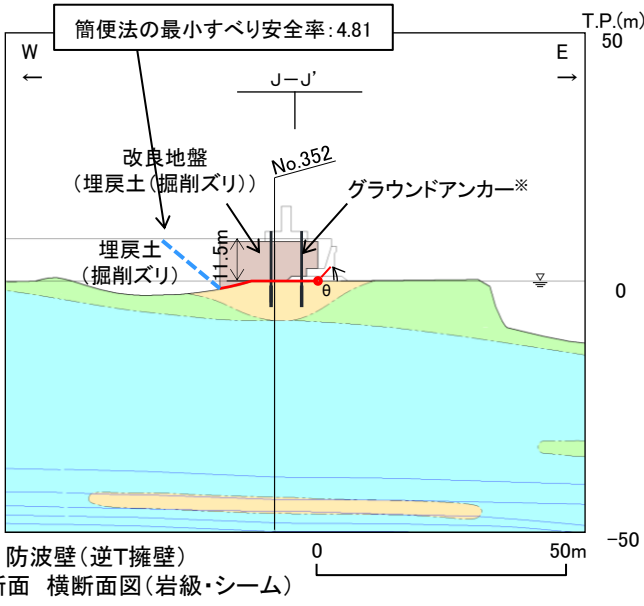 簡便法の最小すべり安全率:4.81
T.P.(m)
50
W
←
E
→
J-J’
改良地盤
(埋戻土(掘削ズリ))
No.352
グラウンドアンカー※
埋戻土
(掘削ズリ)
11.5m
θ
0
-50
防波壁(逆T擁壁)
断面 横断面図(岩級・シーム)
0
50m